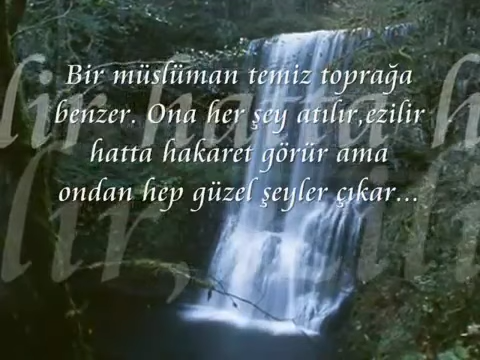 Bir müslüman temiz toprağa
benzer. Ona her şey atılır,ezilir
hatta hakaret görür ama
ondan hep güzel şeyler çıkar...